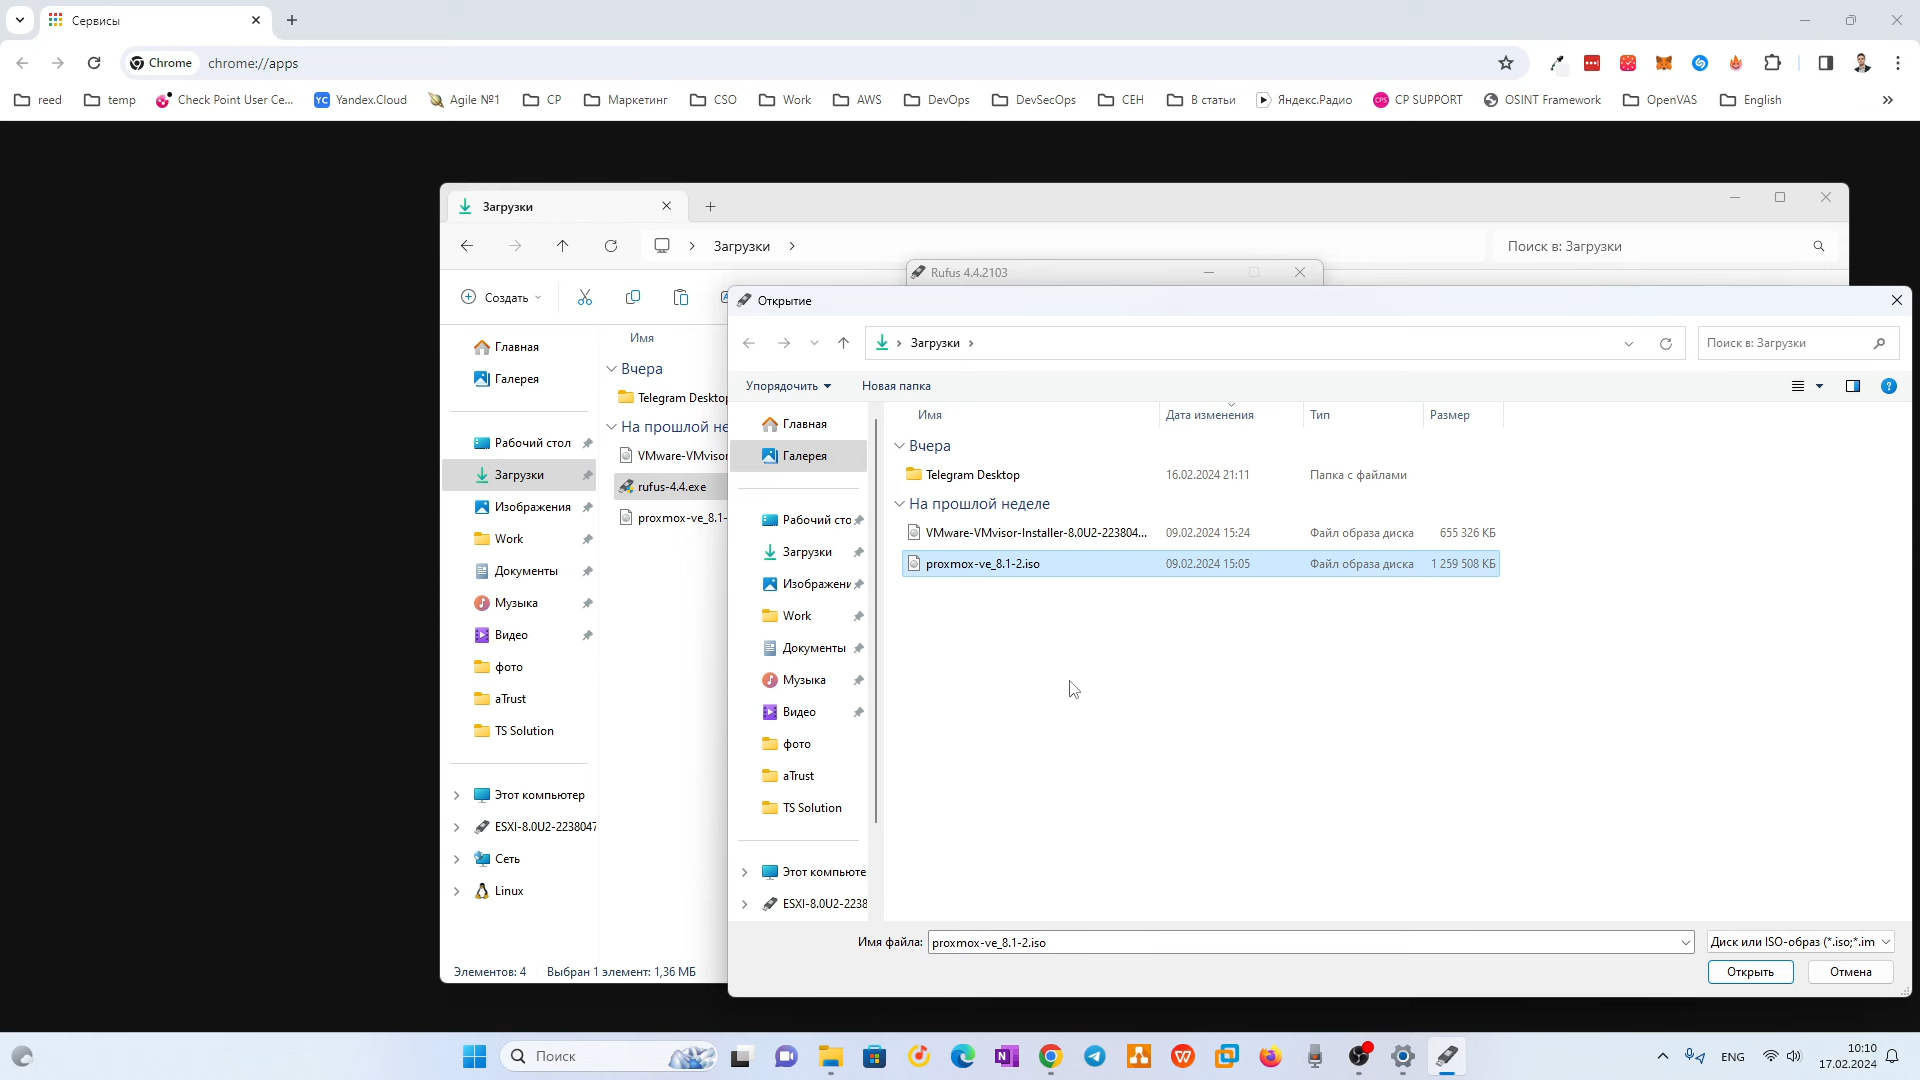 Сервисы
Chrome
chrome://apps
reed
temp
Check Point User Ce...
Yandex.Cloud
Agile №1
CP
Маркетинг
CSO
Work
AWS
DevOps
DevSecOps
CEH
В статьи
Яндекс.Радио
CP SUPPORT
OSINT Framework
OpenVAS
English
Загрузки
Загрузки
Поиск в: Загрузки
Rufus 4.4.2103
Создать
Имя
Главная
Галерея
Вчера
Telegram Desktop
На прошлой не
VMware-VMvisor
rufus-4.4.exe
proxmox-ve_8.1-
Рабочий стол
Загрузки
Изображения
Work
Документы
Музыка
Видео
фото
aTrust
TS Solution
Этот компьютер
ESXI-8.0U2-2238047
Сеть
Linux
Элементов: 4
Выбран 1 элемент: 1,36 МБ
Открытие
Загрузки
Поиск в: Загрузки
Упорядочить
Новая папка
Главная
Галерея
Рабочий сто
Загрузки
Изображени
Work
Документы
Музыка
Видео
фото
aTrust
TS Solution
Этот компьюте
ESXI-8.0U2-2238
Имя
Дата изменения
Тип
Размер
Вчера
Telegram Desktop 16.02.2024 21:11 Папка с файлами
На прошлой неделе
VMware-VMvisor-Installer-8.0U2-223804... 09.02.2024 15:24 Файл образа диска 655 326 КБ
proxmox-ve_8.1-2.iso 09.02.2024 15:05 Файл образа диска 1 259 508 КБ
Имя файла:
proxmox-ve_8.1-2.iso
Диск или ISO-образ (*.iso;*.im
Открыть
Отмена
Поиск
ENG
10:10
17.02.2024